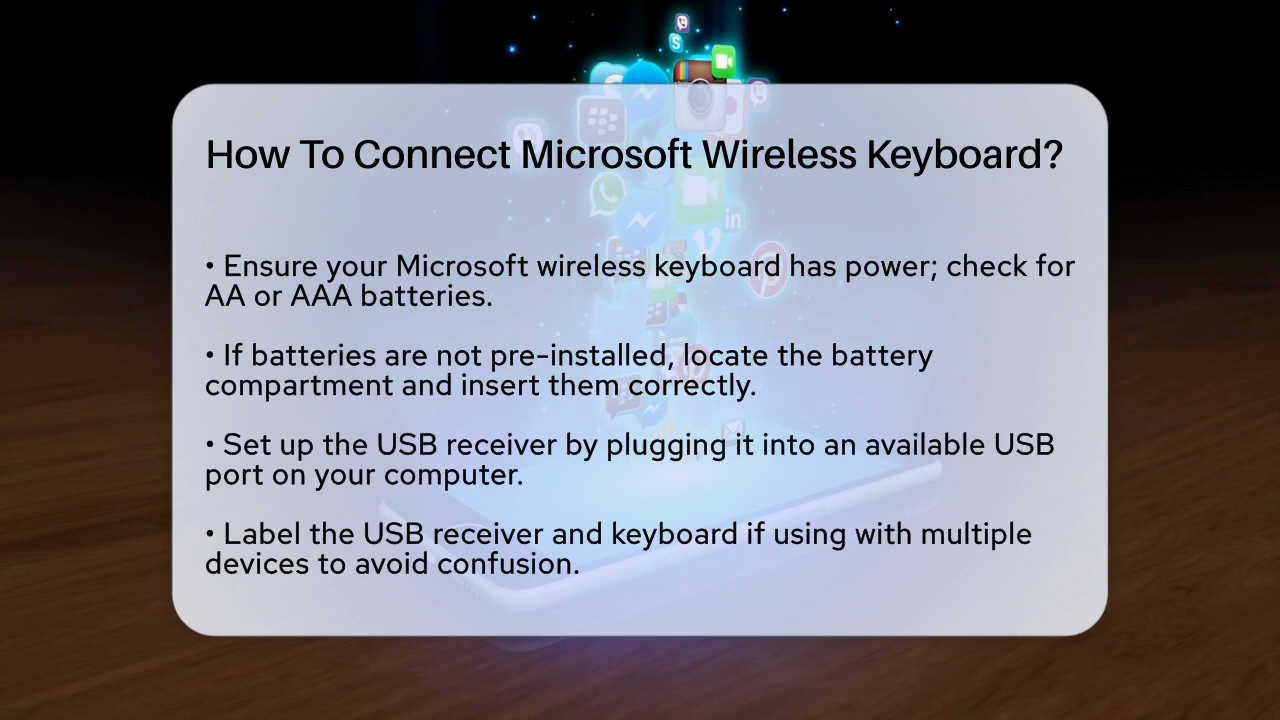 How To Connect Microsoft Wireless Keyboard?
• Ensure your Microsoft wireless keyboard has power; check for
AA or AAA batteries.
• If batteries are not pre-installed, locate the battery
compartment and insert them correctly.
• Set up the USB receiver by plugging it into an available USB
port on your computer.
• Label the USB receiver and keyboard if using with multiple
devices to avoid confusion.